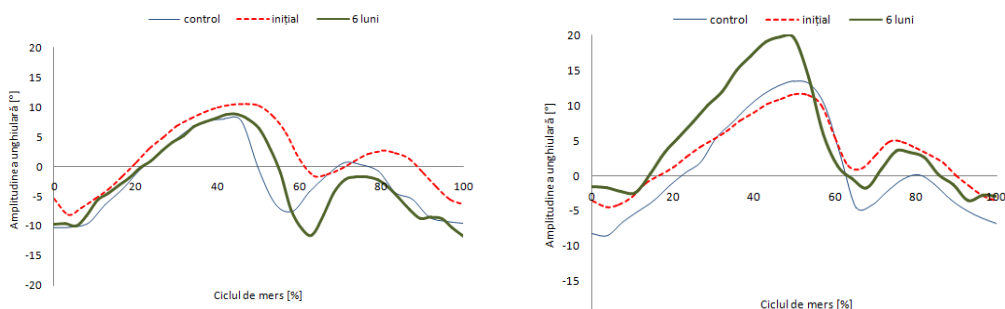 control inițial 6 luni
20
15
10
5
0
-5
-10
-15
-20
0 20 40 60 80 100
Amplitudinea unghiulară [°]
Ciclul de mers [%]
control inițial 6 luni
20
15
10
5
0
-5
-10
-15
0 20 40 60 80 100
Amplitudinea unghiulară [°]
Ciclul de mers [%]